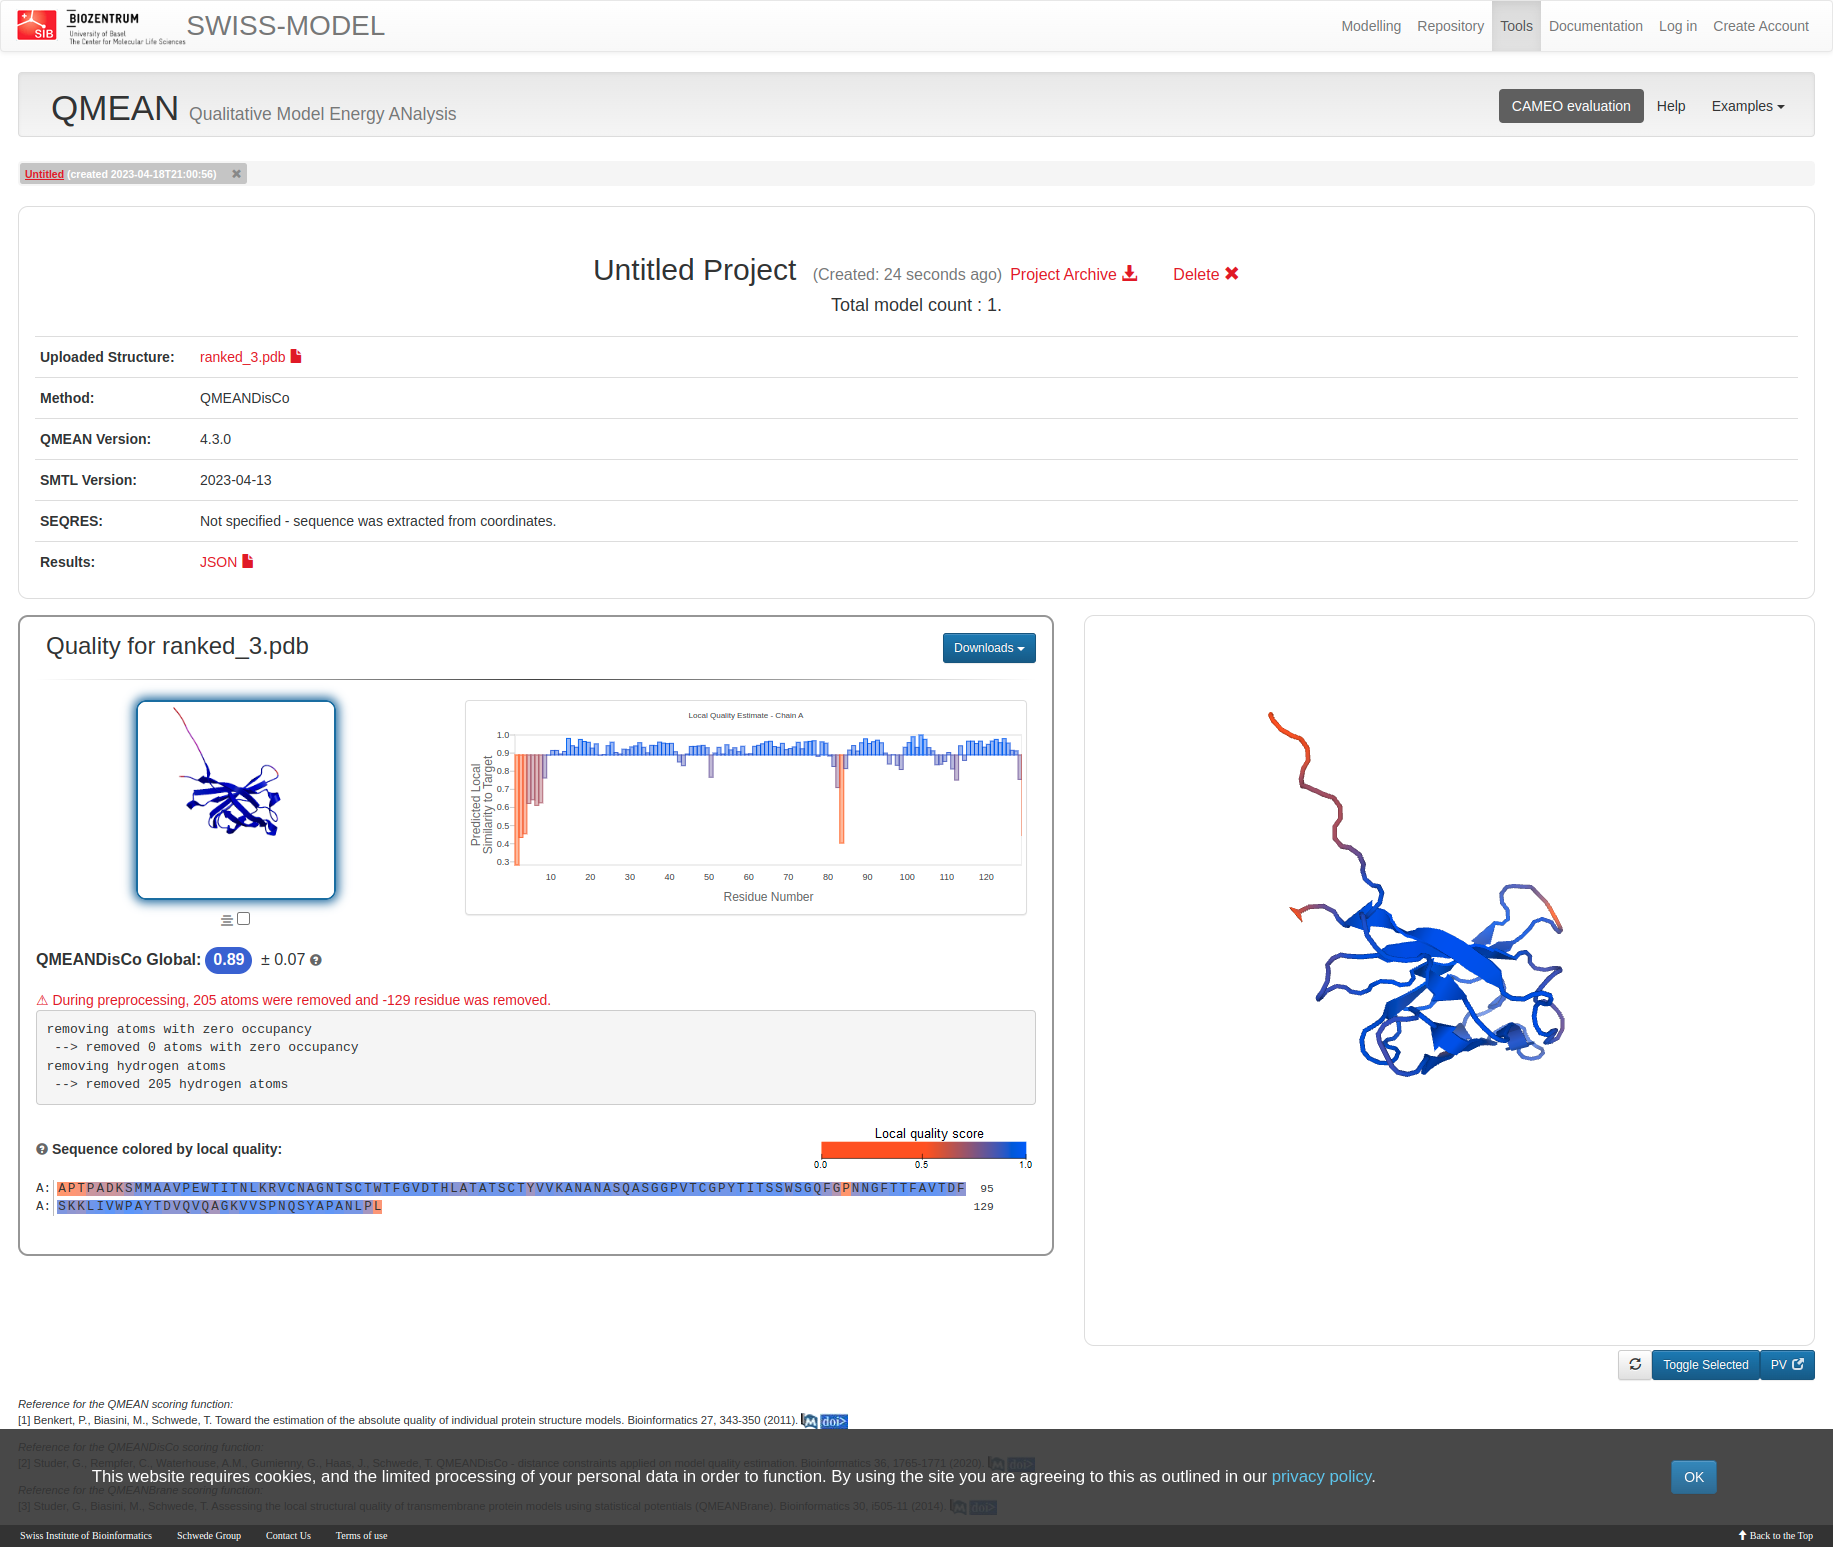 SIB
BIOZENTRUM
University of Basel
The Center for Molecular Life Sciences
SWISS-MODEL
Modelling Repository Tools Documentation Log in Create Account
QMEAN Qualitative Model Energy ANalysis
CAMEO evaluation Help Examples
Untitled (created 2023-04-18T21:00:56)
Untitled Project (Created: 24 seconds ago) Project Archive Delete
Total model count : 1.
Uploaded Structure: ranked_3.pdb
Method: QMEANDisCo
QMEAN Version: 4.3.0
SMTL Version: 2023-04-13
SEQRES: Not specified - sequence was extracted from coordinates.
Results: JSON
Quality for ranked_3.pdb
Downloads
Local Quality Estimate - Chain A
Predicted Local
Similarity to Target
1.0
0.9
0.8
0.7
0.6
0.5
0.4
0.3
10 20 30 40 50 60 70 80 90 100 110 120
Residue Number
QMEANDisCo Global: 0.89 ± 0.07
⚠ During preprocessing, 205 atoms were removed and -129 residue was removed.
removing atoms with zero occupancy
--> removed 0 atoms with zero occupancy
removing hydrogen atoms
--> removed 205 hydrogen atoms
Local quality score
0.0 0.5 1.0
Sequence colored by local quality:
A: APTPADKSMMAAVPEWTITNLKRVCNAGNTSCTWTFGVDTHLATATSCTYVVKANANASQASGGPVTCGPYTITSSWSGQFGPNNGFTTFAVTDF 95
A: SKKLIVWPAYTDVQVQAGKVVSPNQSYAPANLPL 129
Toggle Selected PV
Reference for the QMEAN scoring function:
[1] Benkert, P., Biasini, M., Schwede, T. Toward the estimation of the absolute quality of individual protein structure models. Bioinformatics 27, 343-350 (2011). doi>
Reference for the QMEANDisCo scoring function:
[2] Studer, G., Rempfer, C., Waterhouse, A.M., Gumienny, G., Haas, J., Schwede, T. QMEANDisCo - distance constraints applied on model quality estimation. Bioinformatics 36, 1765-1771 (2020). doi>
This website requires cookies, and the limited processing of your personal data in order to function. By using the site you are agreeing to this as outlined in our privacy policy.
OK
Reference for the QMEANBrane scoring function:
[3] Studer, G., Biasini, M., Schwede, T. Assessing the local structural quality of transmembrane protein models using statistical potentials (QMEANBrane). Bioinformatics 30, i505-11 (2014). doi>
Swiss Institute of Bioinformatics Schwede Group Contact Us Terms of use
Back to the Top